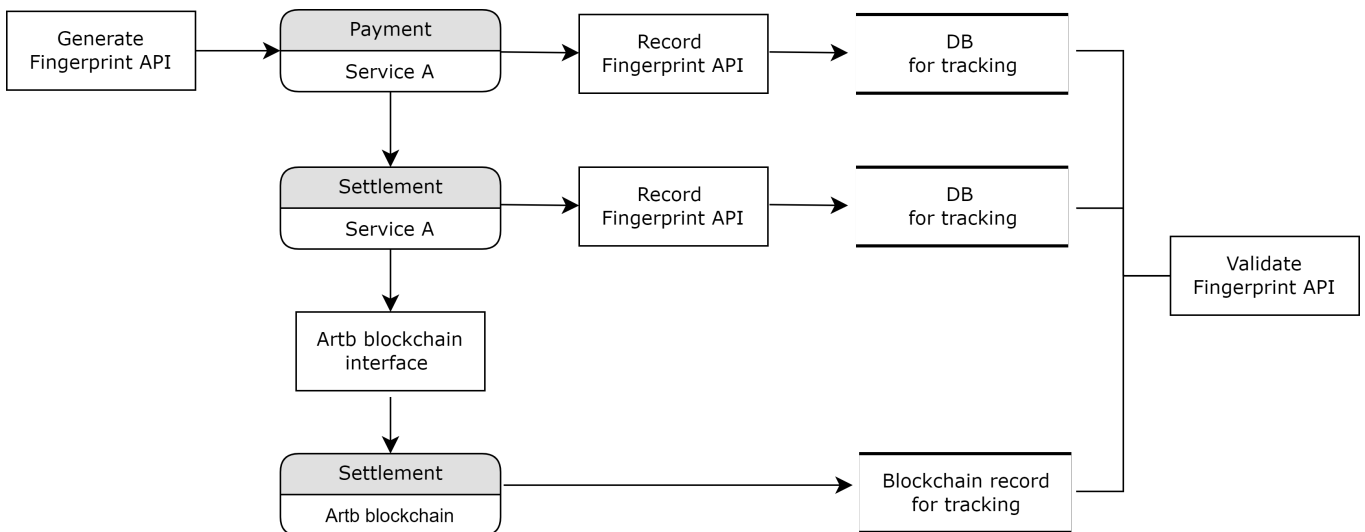 Generate
Fingerprint API
Payment
Service A
Record
Fingerprint API
DB
for tracking
Settlement
Service A
Record
Fingerprint API
DB
for tracking
Validate
Fingerprint API
Artb blockchain
interface
Settlement
Artb blockchain
Blockchain record
for tracking